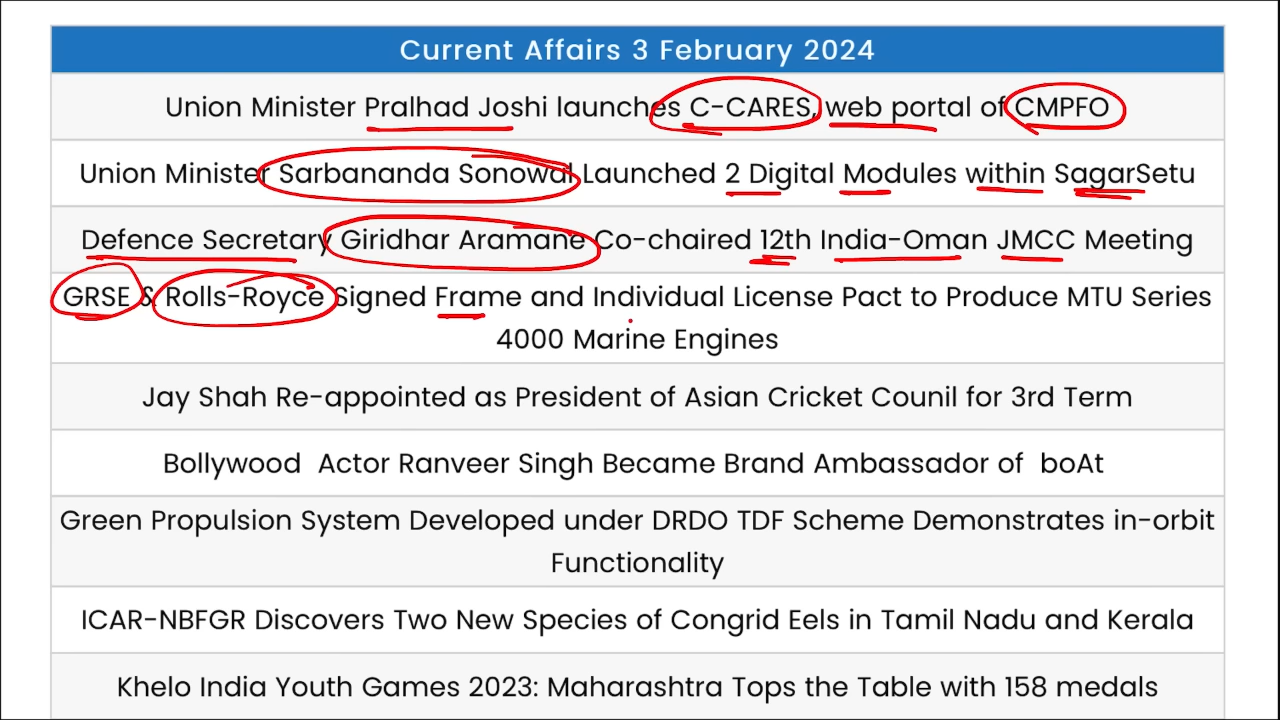 Current Affairs 3 February 2024
Union Minister Pralhad Joshi launches C-CARES, web portal of CMPFO
Union Minister Sarbananda Sonowal Launched 2 Digital Modules within SagarSetu
Defence Secretary Giridhar Aramane Co-chaired 12th India-Oman JMCC Meeting
GRSE & Rolls-Royce Signed Frame and Individual License Pact to Produce MTU Series
4000 Marine Engines
Jay Shah Re-appointed as President of Asian Cricket Counil for 3rd Term
Bollywood Actor Ranveer Singh Became Brand Ambassador of boAt
Green Propulsion System Developed under DRDO TDF Scheme Demonstrates in-orbit
Functionality
ICAR-NBFGR Discovers Two New Species of Congrid Eels in Tamil Nadu and Kerala
Khelo India Youth Games 2023: Maharashtra Tops the Table with 158 medals